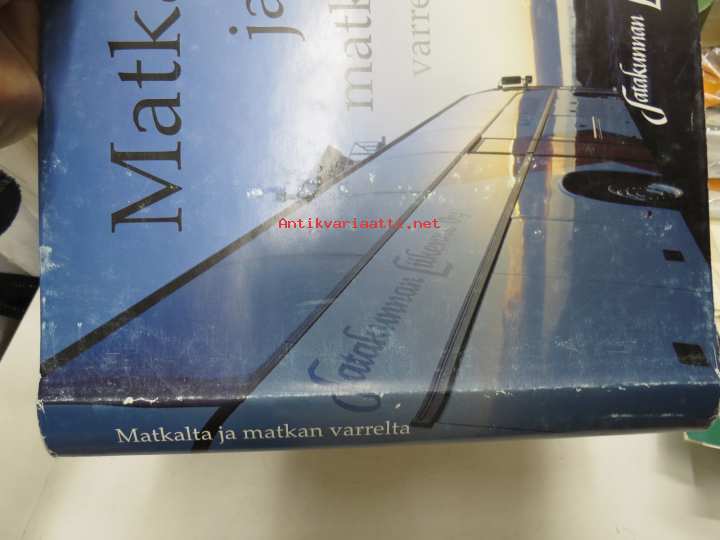 Matk
ja
matk
varre
Satakunnan L
Antikvariaatti.net
Satakunnan Liikenne Oy
Matkalta ja matkan varrelta